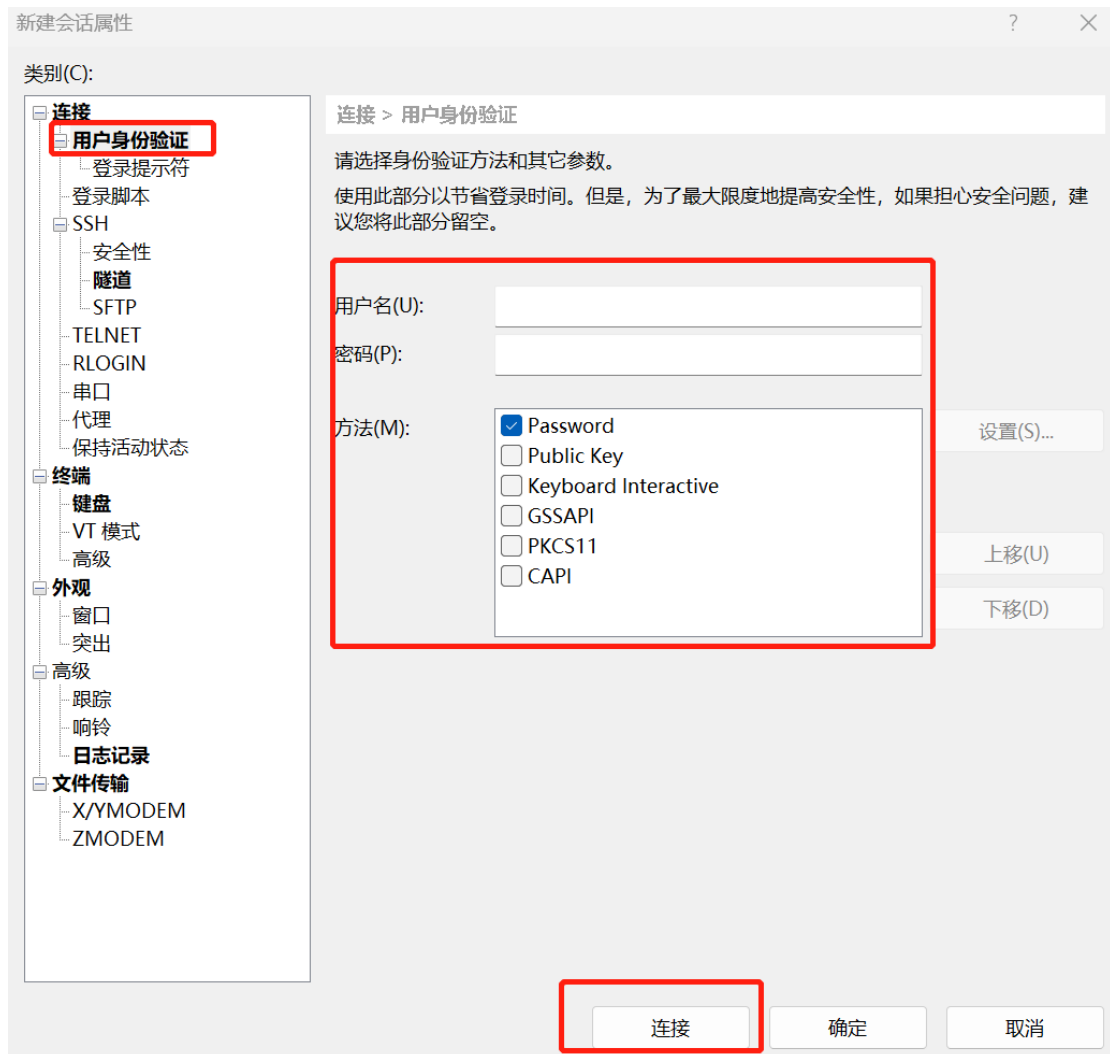 新建会话属性
?
类别(C):
连接
用户身份验证
登录提示符
登录脚本
SSH
安全性
隧道
SFTP
TELNET
RLOGIN
串口
代理
保持活动状态
终端
键盘
VT 模式
高级
外观
窗口
突出
高级
跟踪
响铃
日志记录
文件传输
X/YMODEM
ZMODEM
连接 > 用户身份验证
请选择身份验证方法和其它参数。
使用此部分以节省登录时间。但是，为了最大限度地提高安全性，如果担心安全问题，建
议您将此部分留空。
用户名(U):
密码(P):
方法(M):
Password
Public Key
Keyboard Interactive
GSSAPI
PKCS11
CAPI
设置(S)...
上移(U)
下移(D)
连接
确定
取消